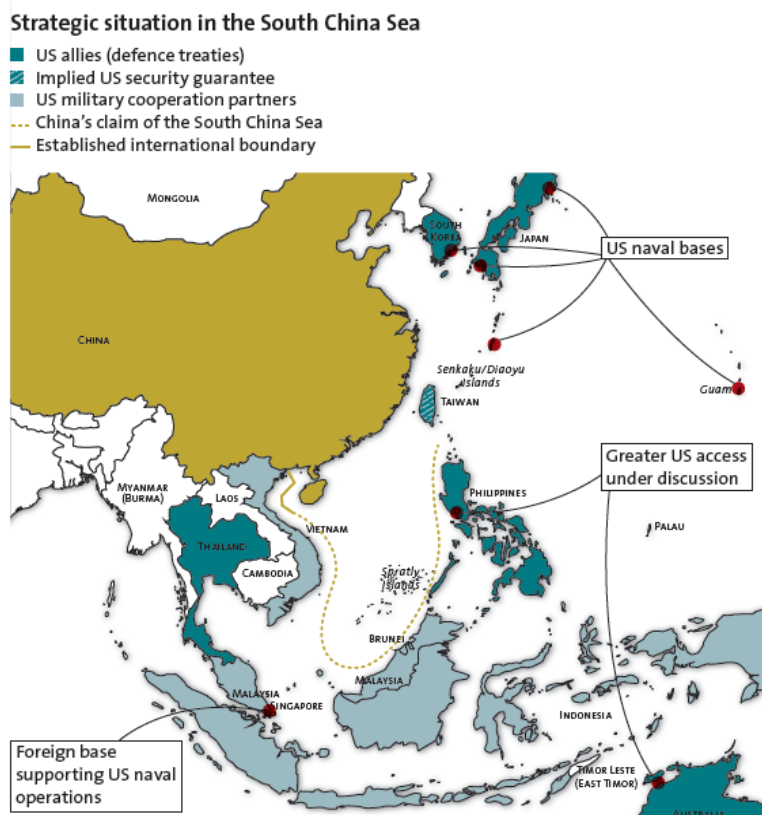 Strategic situation in the South China Sea
US allies (defence treaties)
Implied US security guarantee
US military cooperation partners
China's claim of the South China Sea
Established international boundary
MONGOLIA
SOUTH
KOREA
JAPAN
US naval bases
CHINA
Senkaku/Diaoyu
Islands
Guam
TAIWAN
Greater US access
under discussion
MYANMAR
(BURMA)
LAOS
PHILIPPINES
VIETNAM
PALAU
THAILAND
CAMBODIA
Spratly
Islands
BRUNEI
MALAYSIA
MALAYSIA
SINGAPORE
INDONESIA
Foreign base
supporting US naval
operations
TIMOR LESTE
(EAST TIMOR)
AUSTRALIA